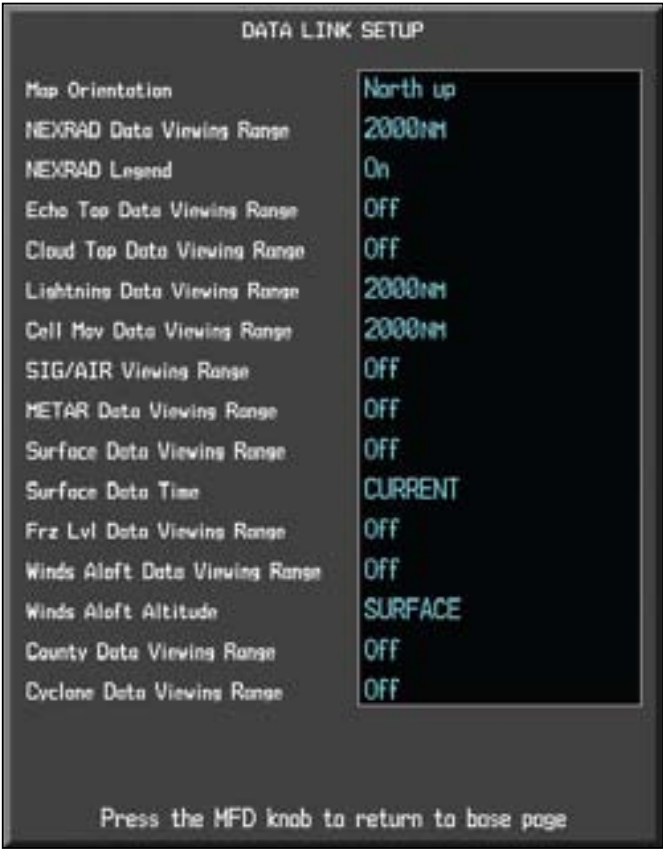 DATA LINK SETUP
Map Orientation North up
NEXRAD Data Viewing Range 2000NM
NEXRAD Legend On
Echo Top Data Viewing Range Off
Cloud Top Data Viewing Range Off
Lightning Data Viewing Range 2000NM
Cell Mov Data Viewing Range 2000NM
SIG/AIR Viewing Range Off
METAR Data Viewing Range Off
Surface Data Viewing Range Off
Surface Data Time CURRENT
Frz Lvl Data Viewing Range Off
Winds Aloft Data Viewing Range Off
Winds Aloft Altitude SURFACE
County Data Viewing Range Off
Cyclone Data Viewing Range Off
Press the MFD knob to return to base page